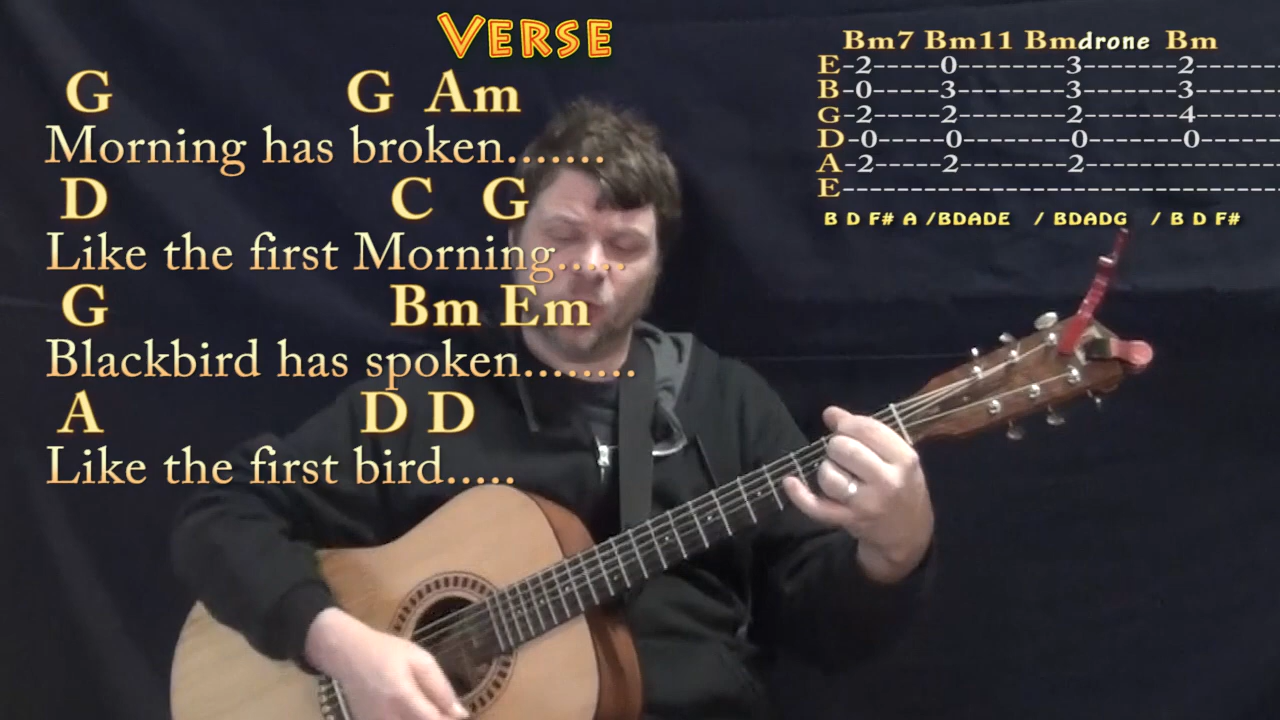 VERSE
G G Am
Morning has broken.......
D C G
Like the first Morning.....
G Bm Em
Blackbird has spoken........
A D D
Like the first bird.....
Bm7 Bm11 Bmdrone Bm
E-2------0---------3--------2------
B-0------3---------3--------3------
G-2------2---------2--------4------
D-0------0---------0--------0------
A-2------2---------2---------------
E----------------------------------
B D F# A /BDADE / BDADG / B D F#